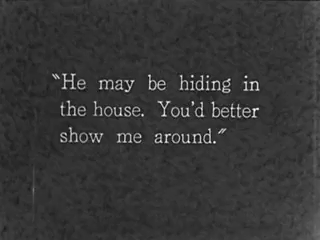 "He may be hiding in
the house. You'd better
show me around."